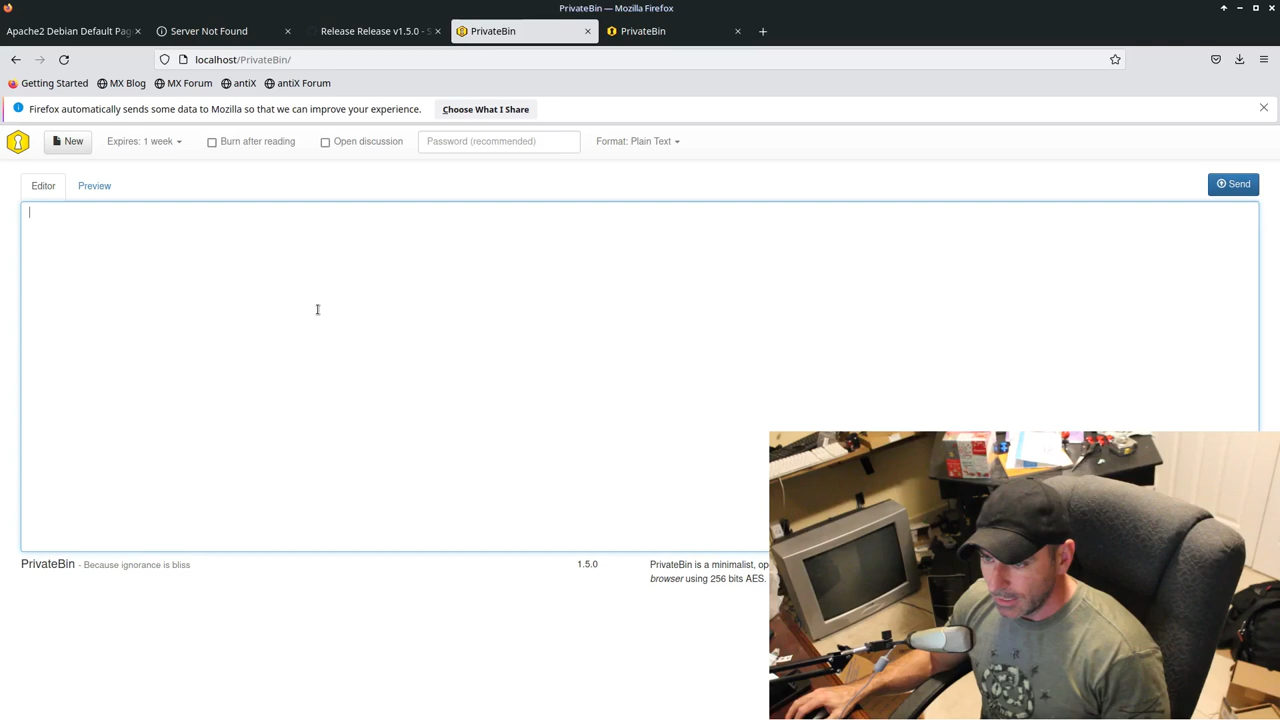 PrivateBin — Mozilla Firefox
Apache2 Debian Default Pag
Server Not Found
Release Release v1.5.0 - S
PrivateBin
PrivateBin
localhost/PrivateBin/
Getting Started
MX Blog
MX Forum
antiX
antiX Forum
Firefox automatically sends some data to Mozilla so that we can improve your experience.
Choose What I Share
New
Expires: 1 week
Burn after reading
Open discussion
Password (recommended)
Format: Plain Text
Editor
Preview
Send
PrivateBin - Because ignorance is bliss
1.5.0
PrivateBin is a minimalist, op
browser using 256 bits AES.